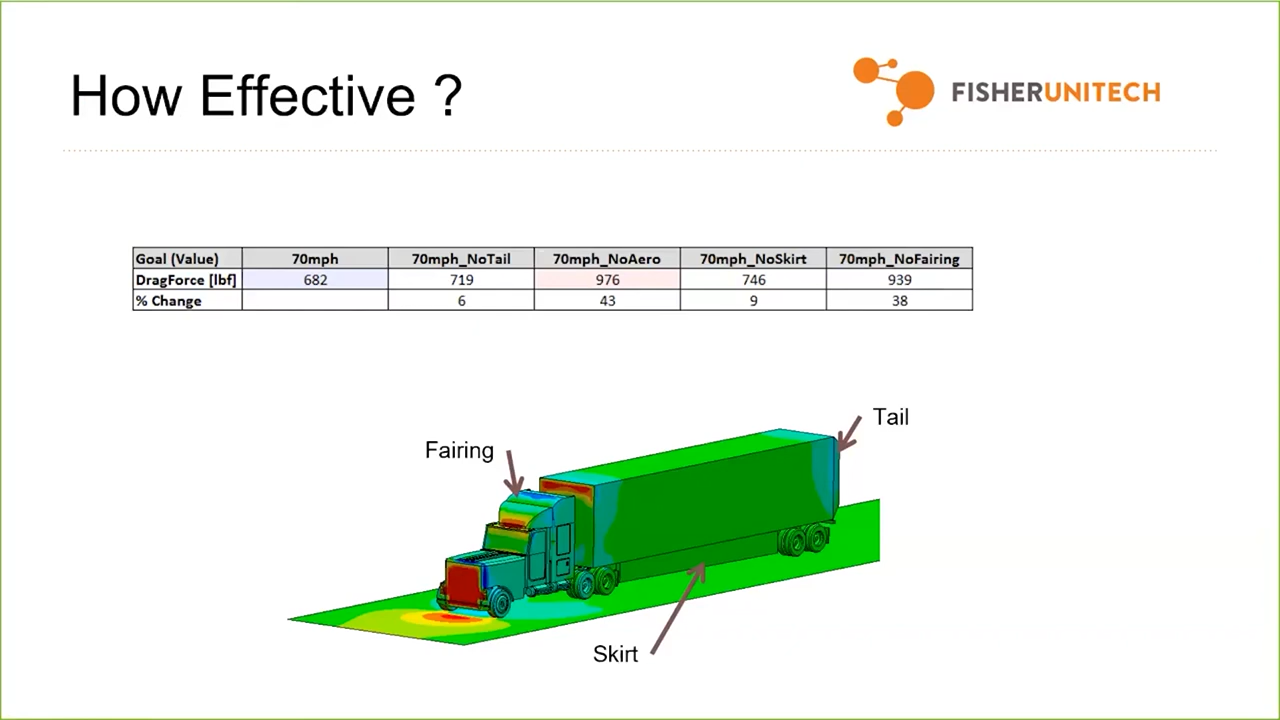 How Effective ?
FISHERUNITECH
Goal (Value) 70mph 70mph_NoTail 70mph_NoAero 70mph_NoSkirt 70mph_NoFairing
DragForce [lbf] 682 719 976 746 939
% Change 6 43 9 38
Tail
Fairing
Skirt